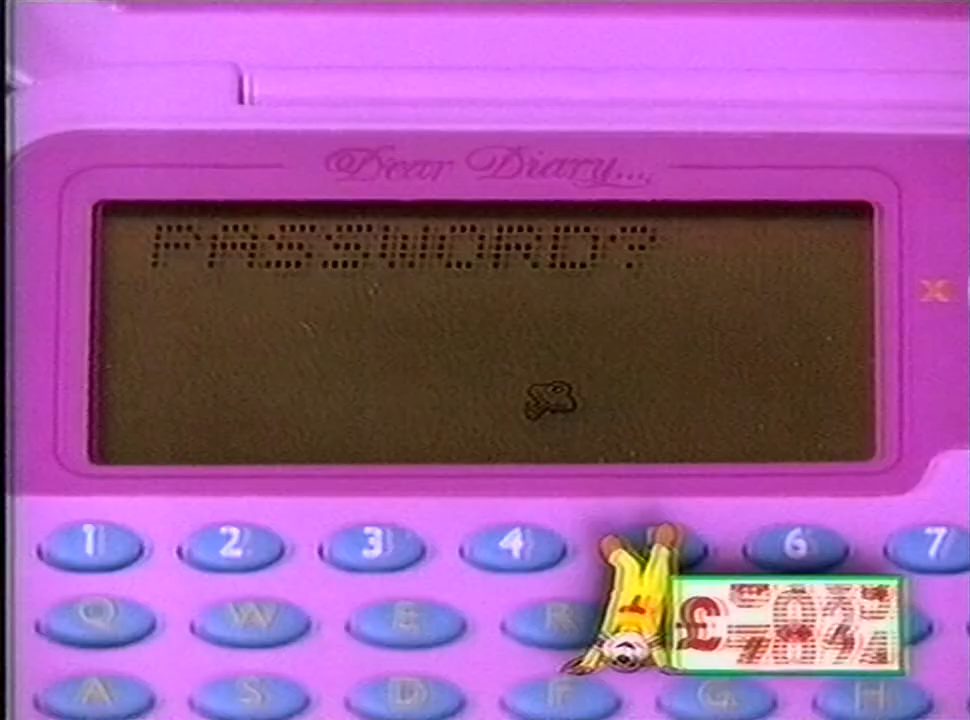 Dear Diary...
PASSWORD?
X
1 2 3 4 6 7
Q W E R
£
A S D F G H